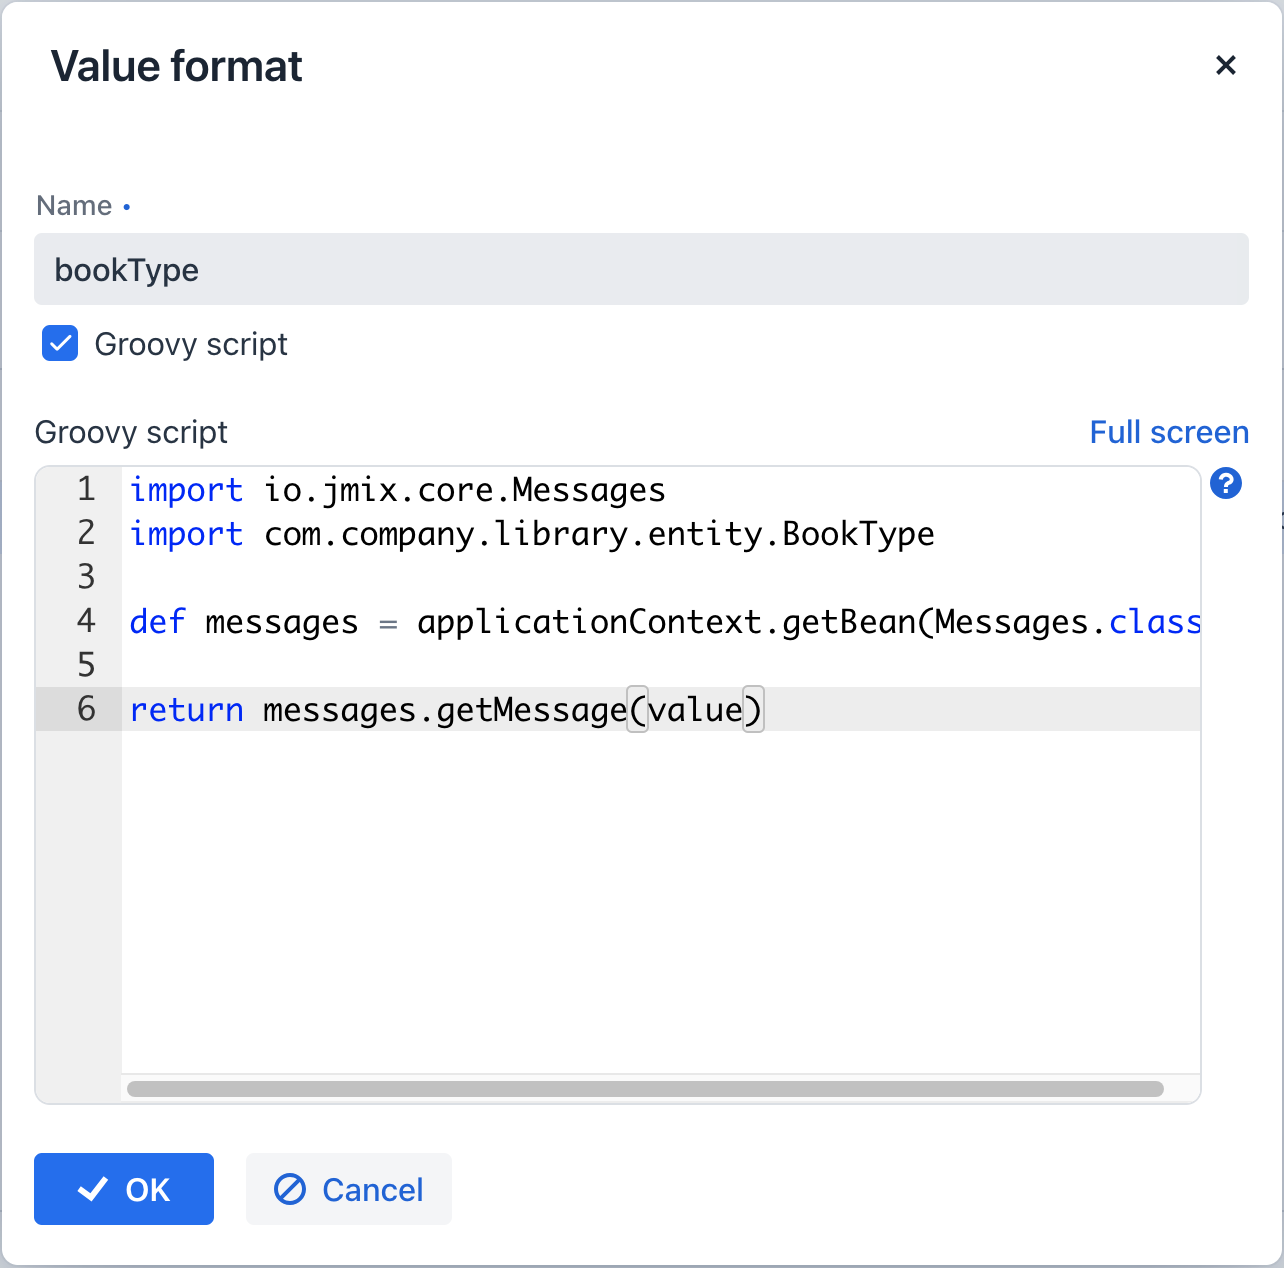 Value format
Name
bookType
Groovy script
Groovy script
Full screen
1 import io.jmix.core.Messages
2 import com.company.library.entity.BookType
3
4 def messages = applicationContext.getBean(Messages.class
5
6 return messages.getMessage(value)
OK
Cancel